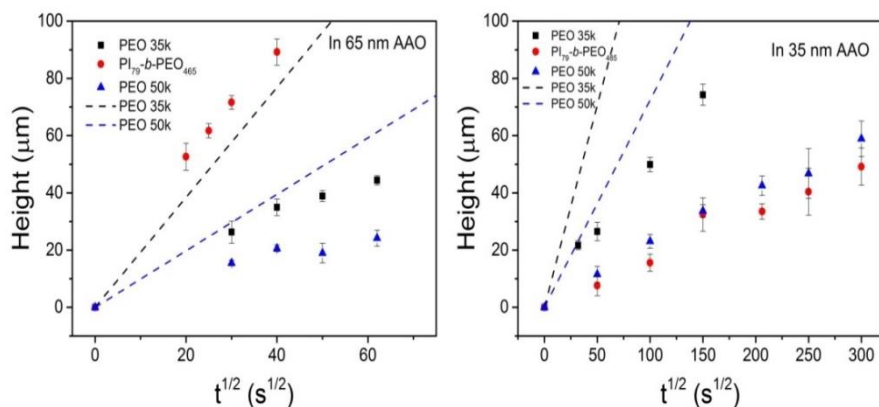 100
80
60
40
20
0
Height (μm)
PEO 35k
PI79-b-PEO465
PEO 50k
PEO 35k
PEO 50k
In 65 nm AAO
0 20 40 60
t1/2 (s1/2)
100
80
60
40
20
0
Height (μm)
PEO 35k
PI79-b-PEO465
PEO 50k
PEO 35k
PEO 50k
In 35 nm AAO
0 50 100 150 200 250 300
t1/2 (s1/2)